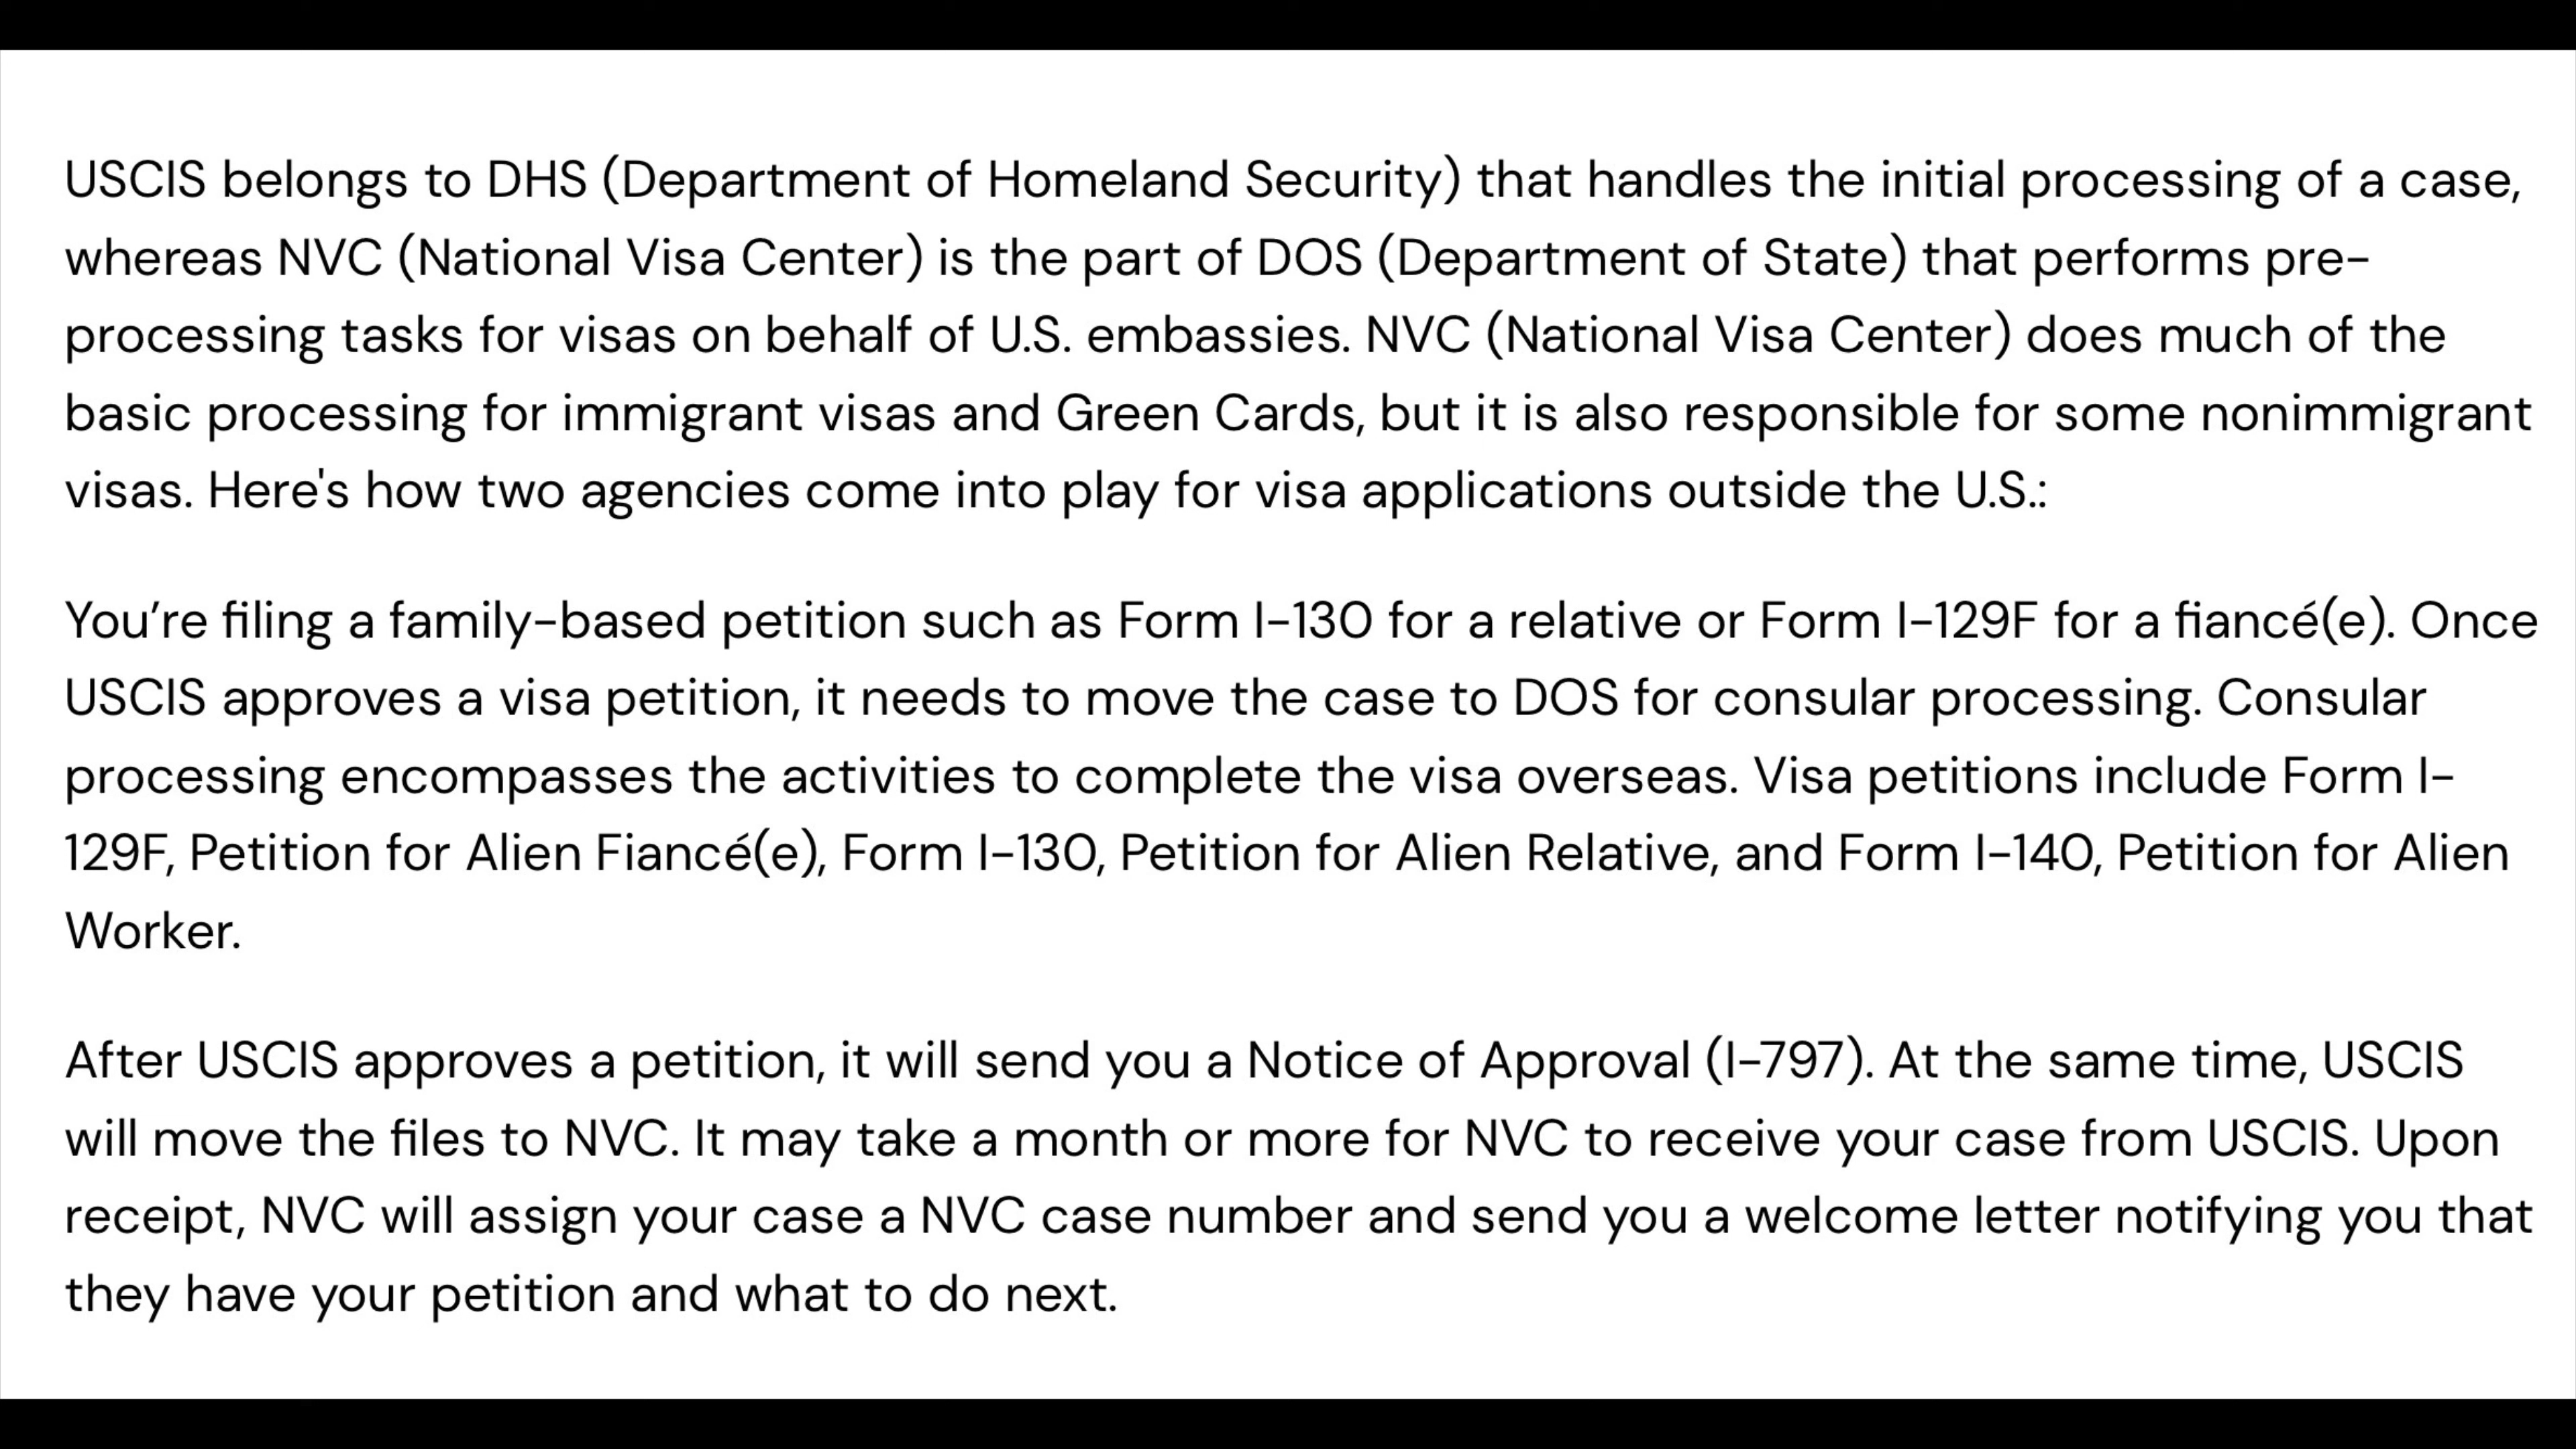 USCIS belongs to DHS (Department of Homeland Security) that handles the initial processing of a case,
whereas NVC (National Visa Center) is the part of DOS (Department of State) that performs pre-
processing tasks for visas on behalf of U.S. embassies. NVC (National Visa Center) does much of the
basic processing for immigrant visas and Green Cards, but it is also responsible for some nonimmigrant
visas. Here's how two agencies come into play for visa applications outside the U.S.:
You’re filing a family-based petition such as Form I-130 for a relative or Form I-129F for a fiancé(e). Once
USCIS approves a visa petition, it needs to move the case to DOS for consular processing. Consular
processing encompasses the activities to complete the visa overseas. Visa petitions include Form I-
129F, Petition for Alien Fiancé(e), Form I-130, Petition for Alien Relative, and Form I-140, Petition for Alien
Worker.
After USCIS approves a petition, it will send you a Notice of Approval (I-797). At the same time, USCIS
will move the files to NVC. It may take a month or more for NVC to receive your case from USCIS. Upon
receipt, NVC will assign your case a NVC case number and send you a welcome letter notifying you that
they have your petition and what to do next.